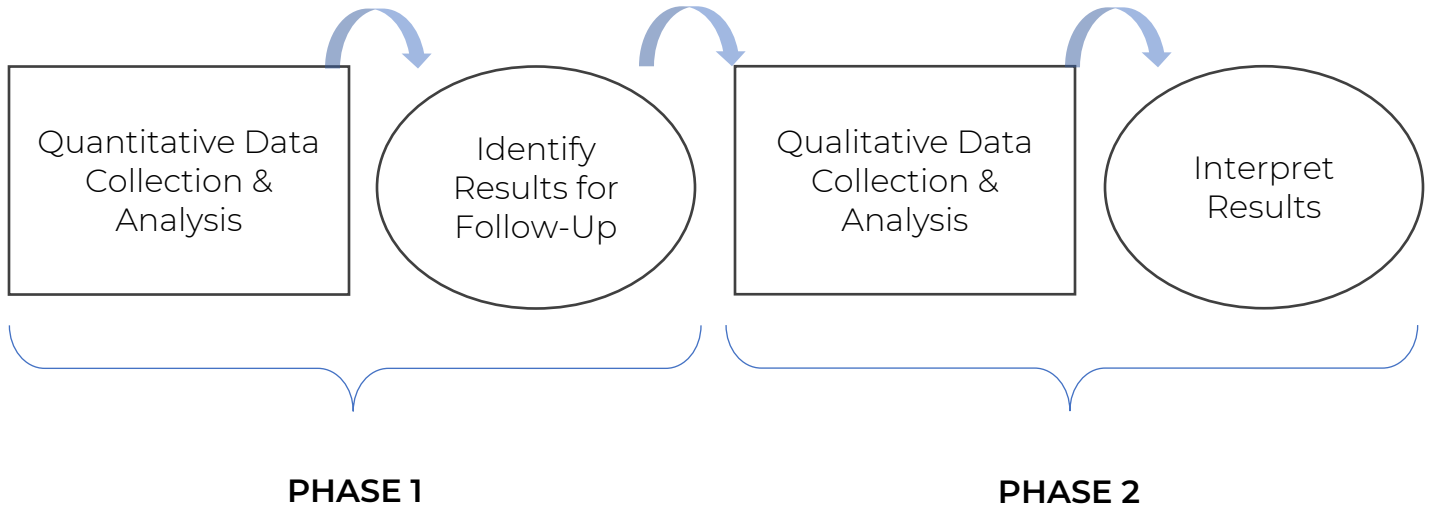 Quantitative Data
Collection &
Analysis
Identify
Results for
Follow-Up
Qualitative Data
Collection &
Analysis
Interpret
Results
PHASE 1
PHASE 2